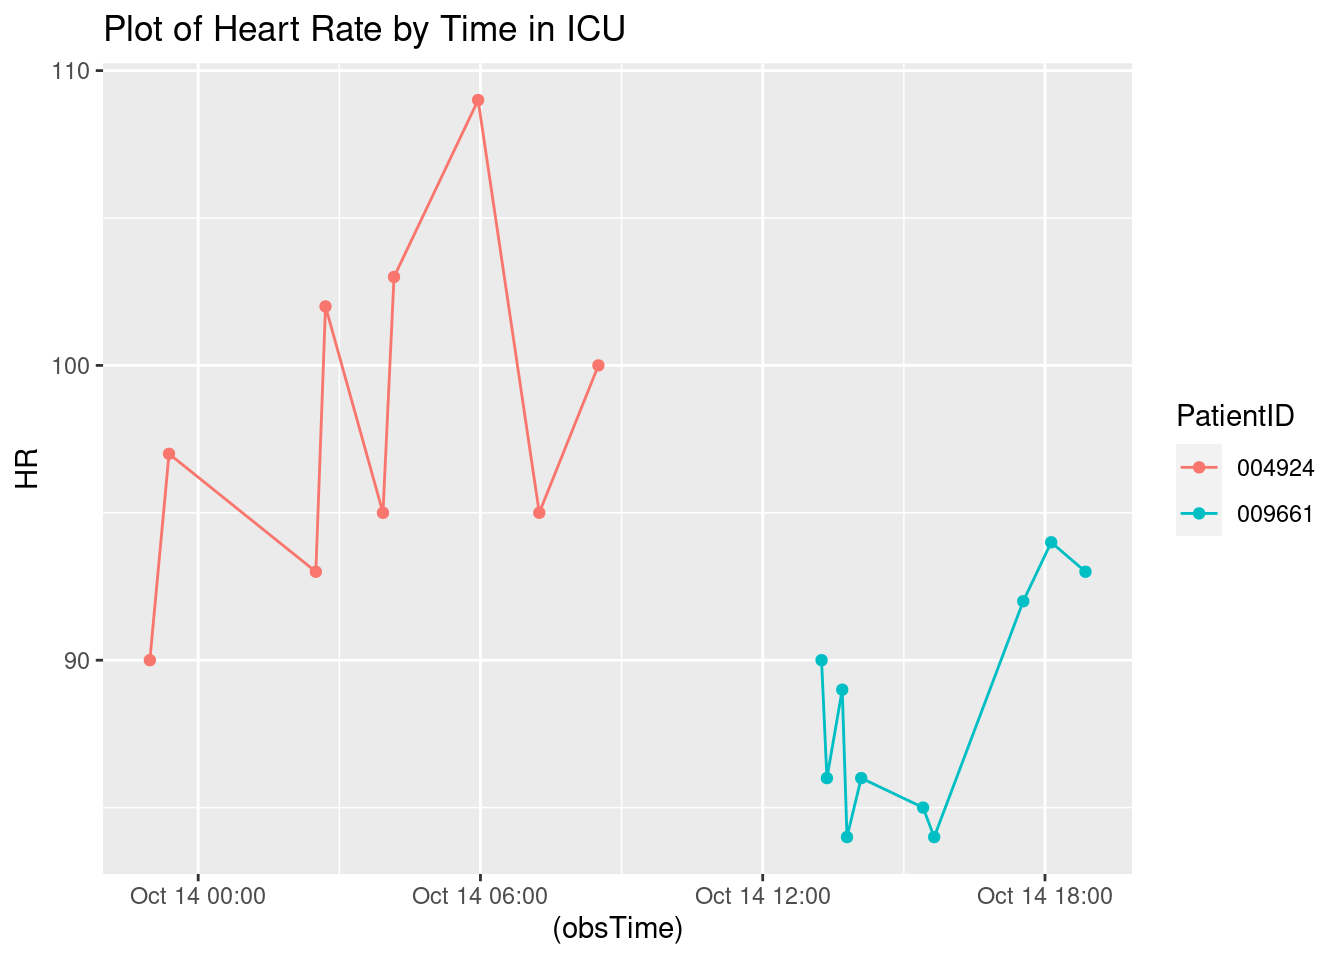 Plot of Heart Rate by Time in ICU
110
100
90
HR
Oct 14 00:00
Oct 14 06:00
Oct 14 12:00
Oct 14 18:00
(obsTime)
PatientID
004924
009661